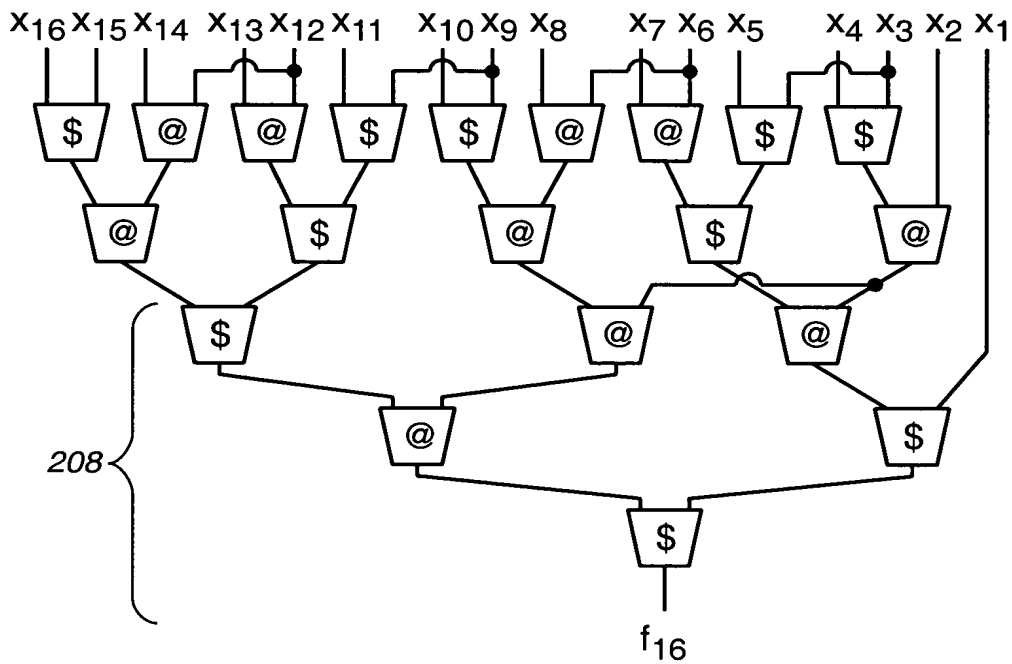 x16 x15 x14 x13 x12 x11 x10 x9 x8 x7 x6 x5 x4 x3 x2 x1
$ @ @ $ $ @ @ $ $
@ $ @ $ @
$ @ @
@ $
208
$
f16